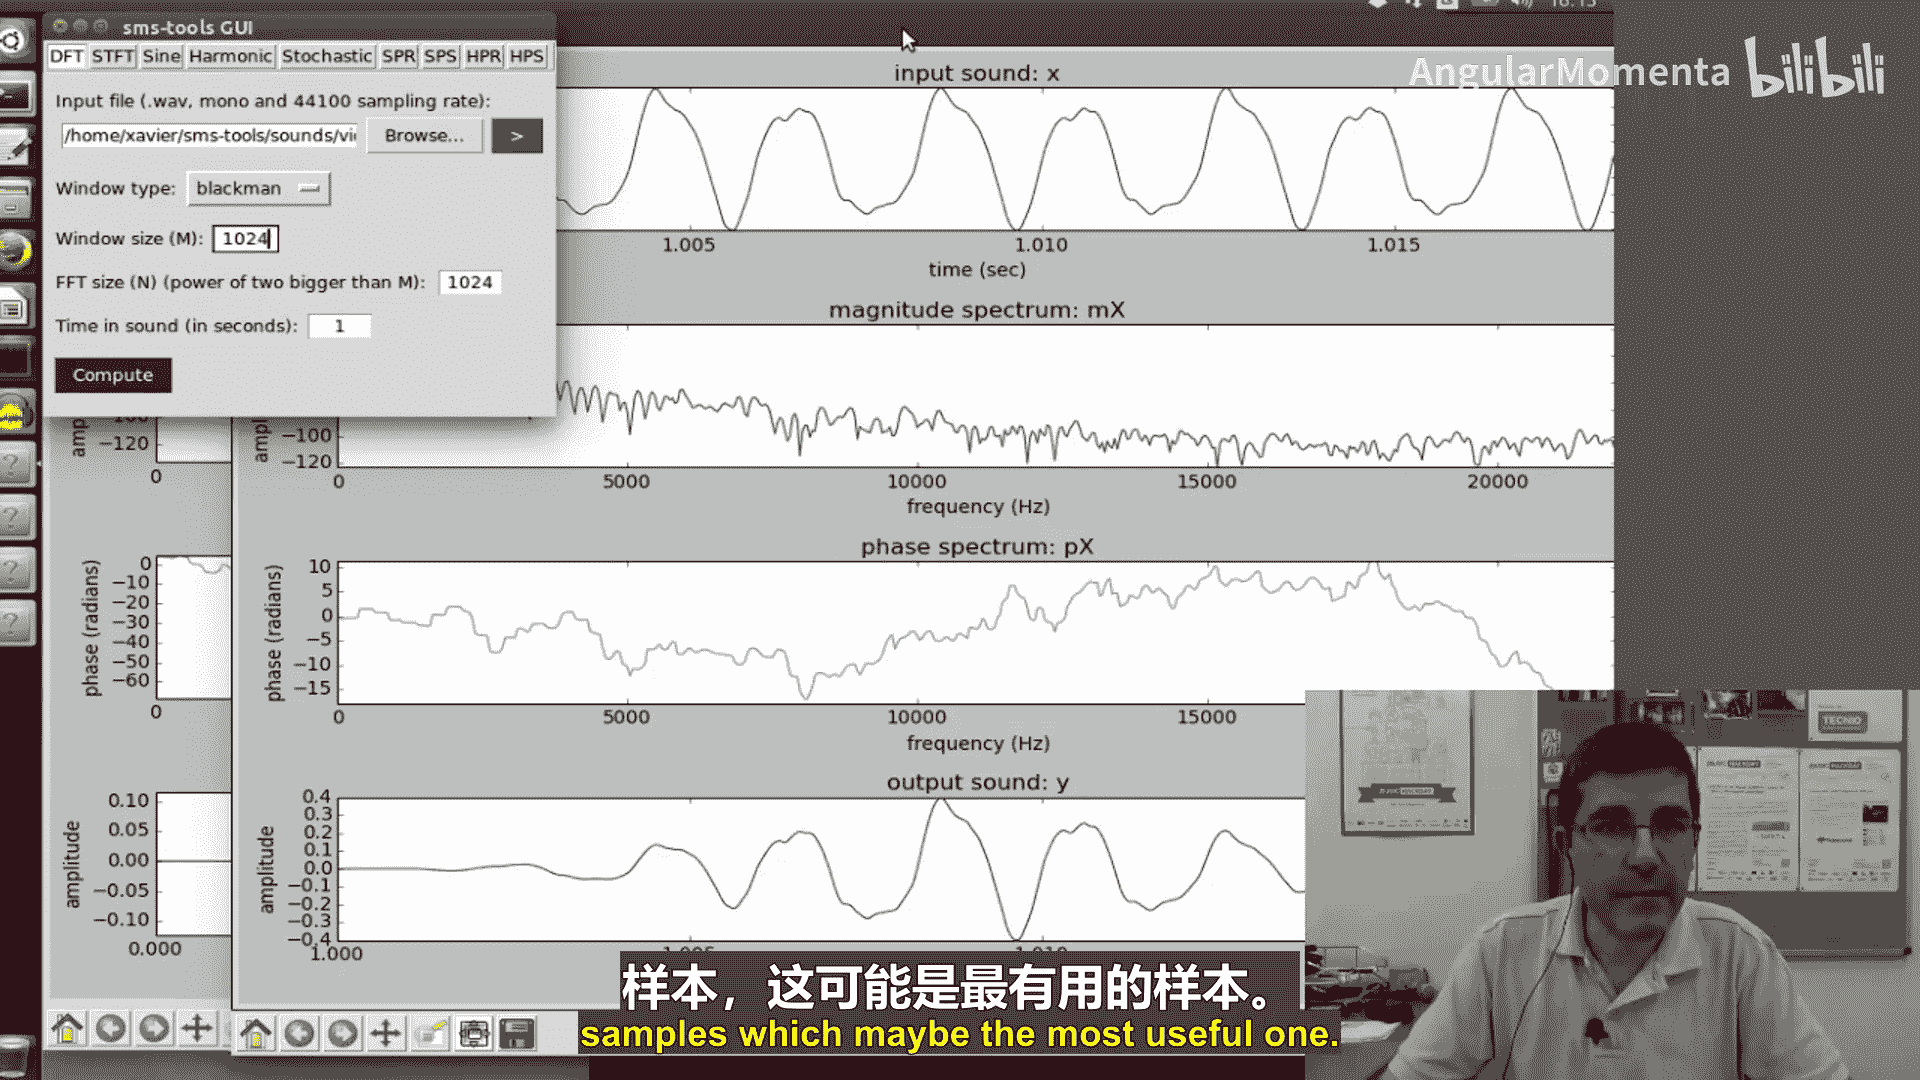 sms-tools GUI
DFT STFT Sine Harmonic Stochastic SPR SPS HPR HPS
Input file (.wav, mono and 44100 sampling rate):
/home/xavier/sms-tools/sounds/vi
Browse...
>
Window type: blackman
Window size (M): 1024
FFT size (N) (power of two bigger than M): 1024
Time in sound (in seconds): 1
Compute
AngularMomenta bilibili
input sound: x
1.005 1.010 1.015
time (sec)
magnitude spectrum: mX
−100
−120
0 5000 10000 15000 20000
frequency (Hz)
phase spectrum: pX
phase (radians)
10
5
0
−5
−10
−15
0 5000 10000 15000
frequency (Hz)
output sound: y
amplitude
0.4
0.3
0.2
0.1
0.0
−0.1
−0.2
−0.3
−0.4
1.000
−120
0
phase (radians)
0
−10
−20
−30
−40
−50
−60
0
amplitude
0.10
0.05
0.00
−0.05
−0.10
0.000
TECNIO
样本，这可能是最有用的样本。
samples which maybe the most useful one.